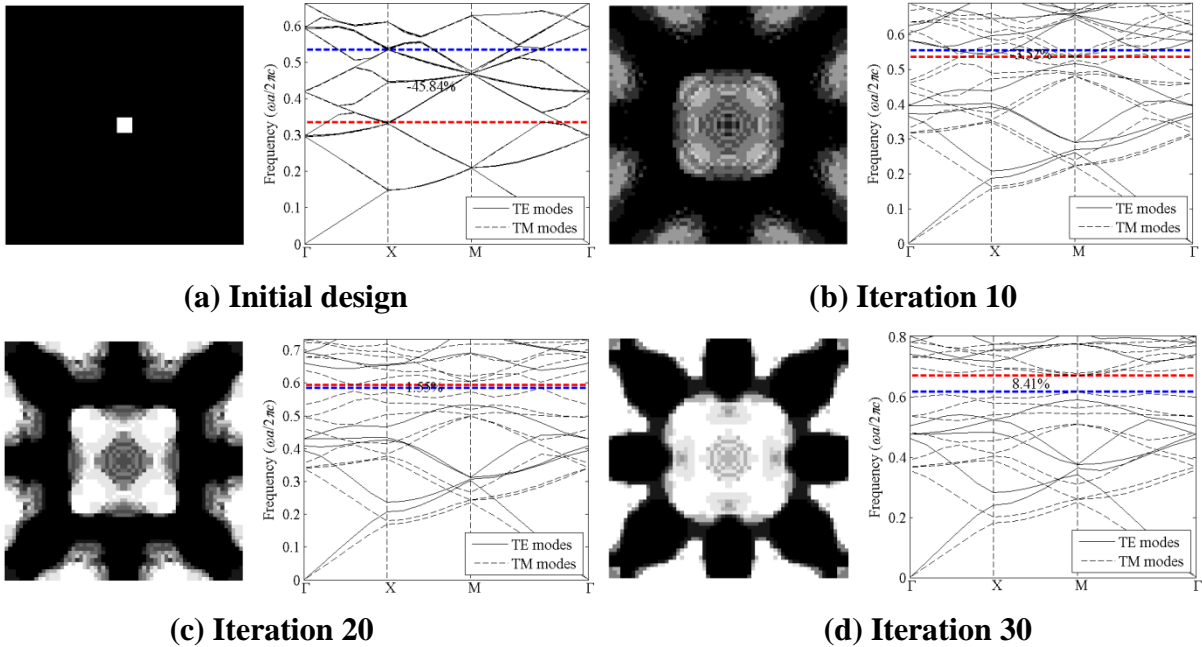 0.6
0.5
0.4
0.3
0.2
0.1
0
Frequency (ωa/2πc)
-45.84%
TE modes
TM modes
Γ X M Γ
(a) Initial design
0.6
0.5
0.4
0.3
0.2
0.1
0
Frequency (ωa/2πc)
TE modes
TM modes
Γ X M Γ
(b) Iteration 10
0.7
0.6
0.5
0.4
0.3
0.2
0.1
0
Frequency (ωa/2πc)
1.55%
TE modes
TM modes
Γ X M Γ
(c) Iteration 20
0.8
0.6
0.4
0.2
0
Frequency (ωa/2πc)
8.41%
TE modes
TM modes
Γ X M Γ
(d) Iteration 30